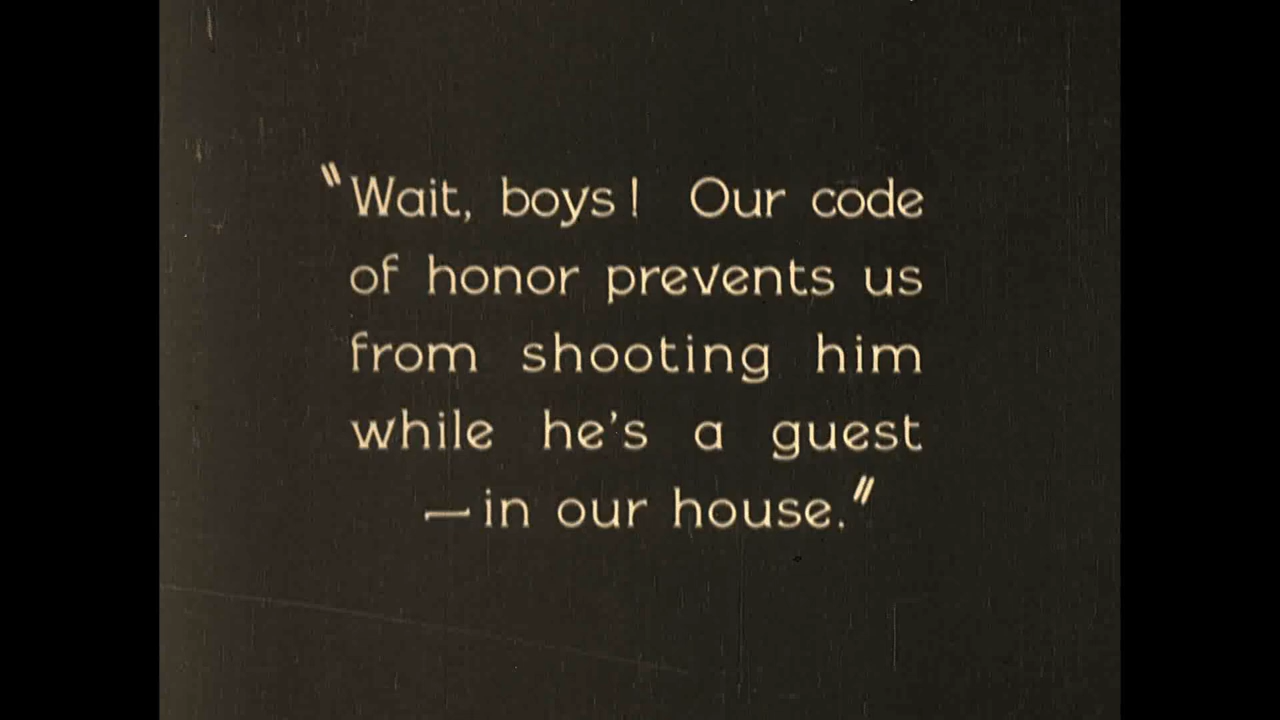 "Wait, boys! Our code
of honor prevents us
from shooting him
while he's a guest
—in our house."